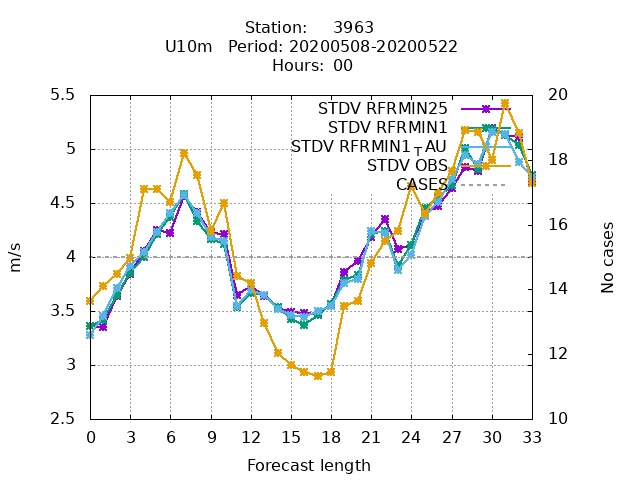 Station: 3963
U10m Period: 20200508-20200522
Hours: 00
5.5 20
STDV RFRMIN25
STDV RFRMIN1
5 STDV RFRMIN1TAU
STDV OBS 18
CASES
4.5
16
m/s 4 No cases
14
3.5
3 12
2.5 10
0 3 6 9 12 15 18 21 24 27 30 33
Forecast length